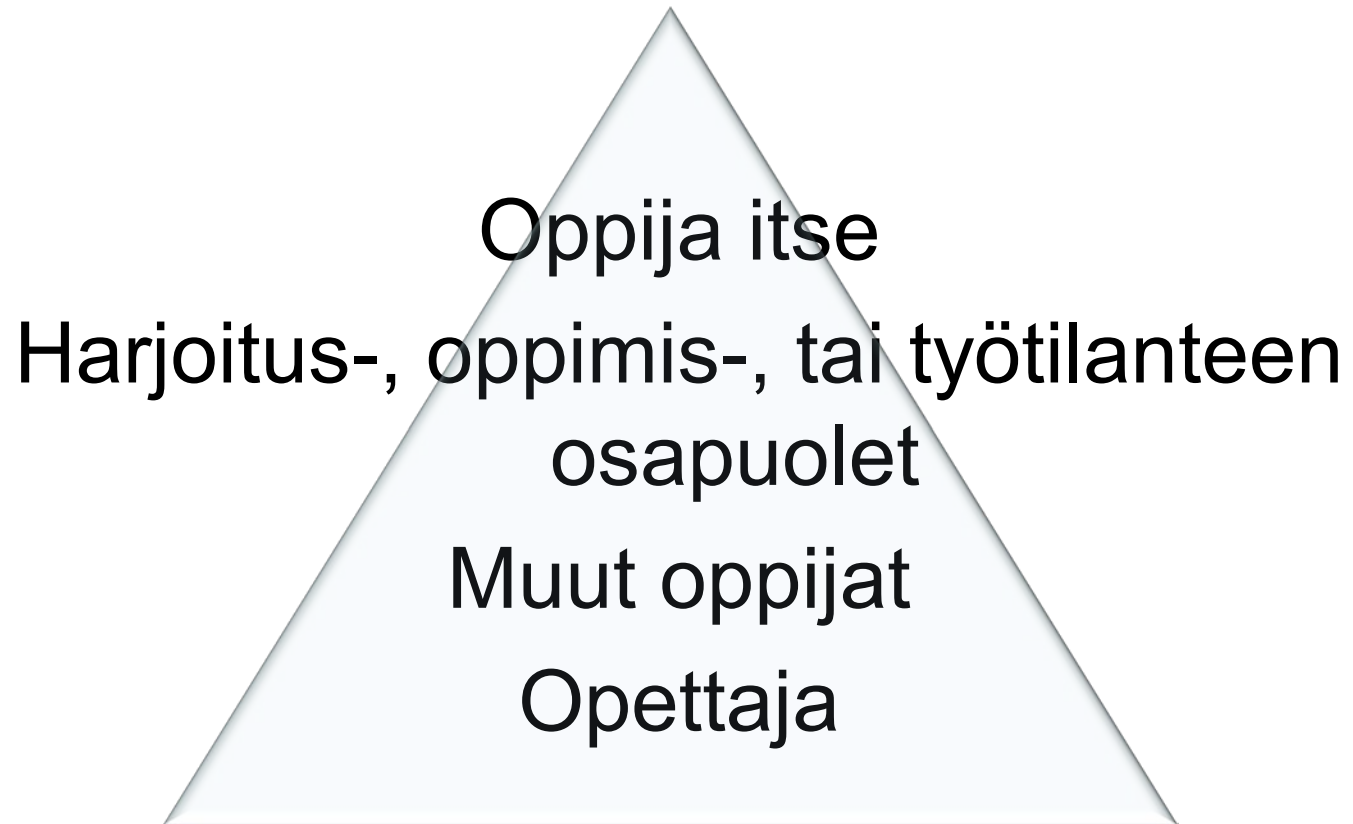 Oppija itse
Harjoitus-, oppimis-, tai työtilanteen
osapuolet
Muut oppijat
Opettaja